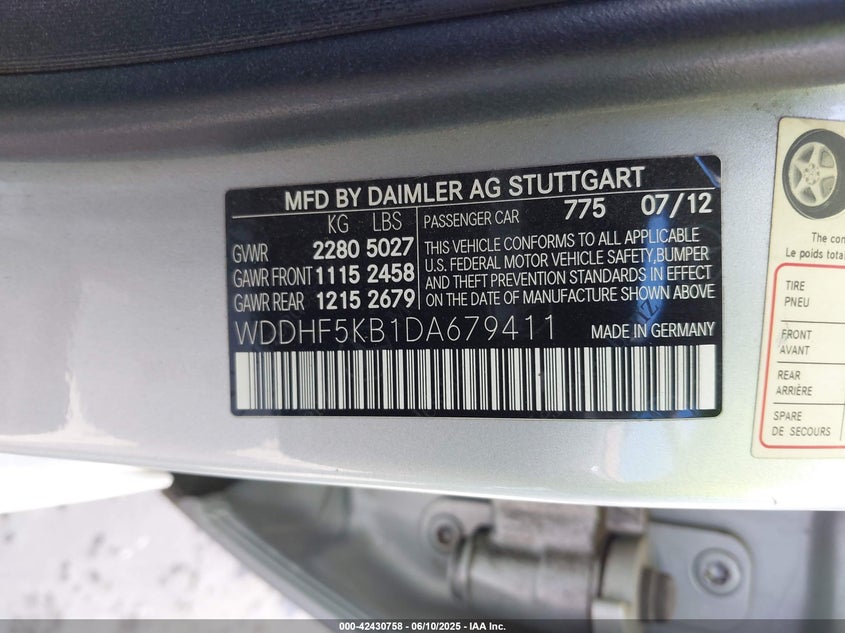 MFD BY DAIMLER AG STUTTGART
KG LBS
GVWR 2280 5027
GAWR FRONT 1115 2458
GAWR REAR 1215 2679
PASSENGER CAR 775 07/12
THIS VEHICLE CONFORMS TO ALL APPLICABLE
U.S. FEDERAL MOTOR VEHICLE SAFETY,BUMPER
AND THEFT PREVENTION STANDARDS IN EFFECT
ON THE DATE OF MANUFACTURE SHOWN ABOVE
WDDHF5KB1DA679411 MADE IN GERMANY
The
Le poids
TIRE
PNEU
FRONT
AVANT
REAR
ARRIÈRE
SPARE
DE SECOURS
000-42430758 - 06/10/2025 - IAA Inc.